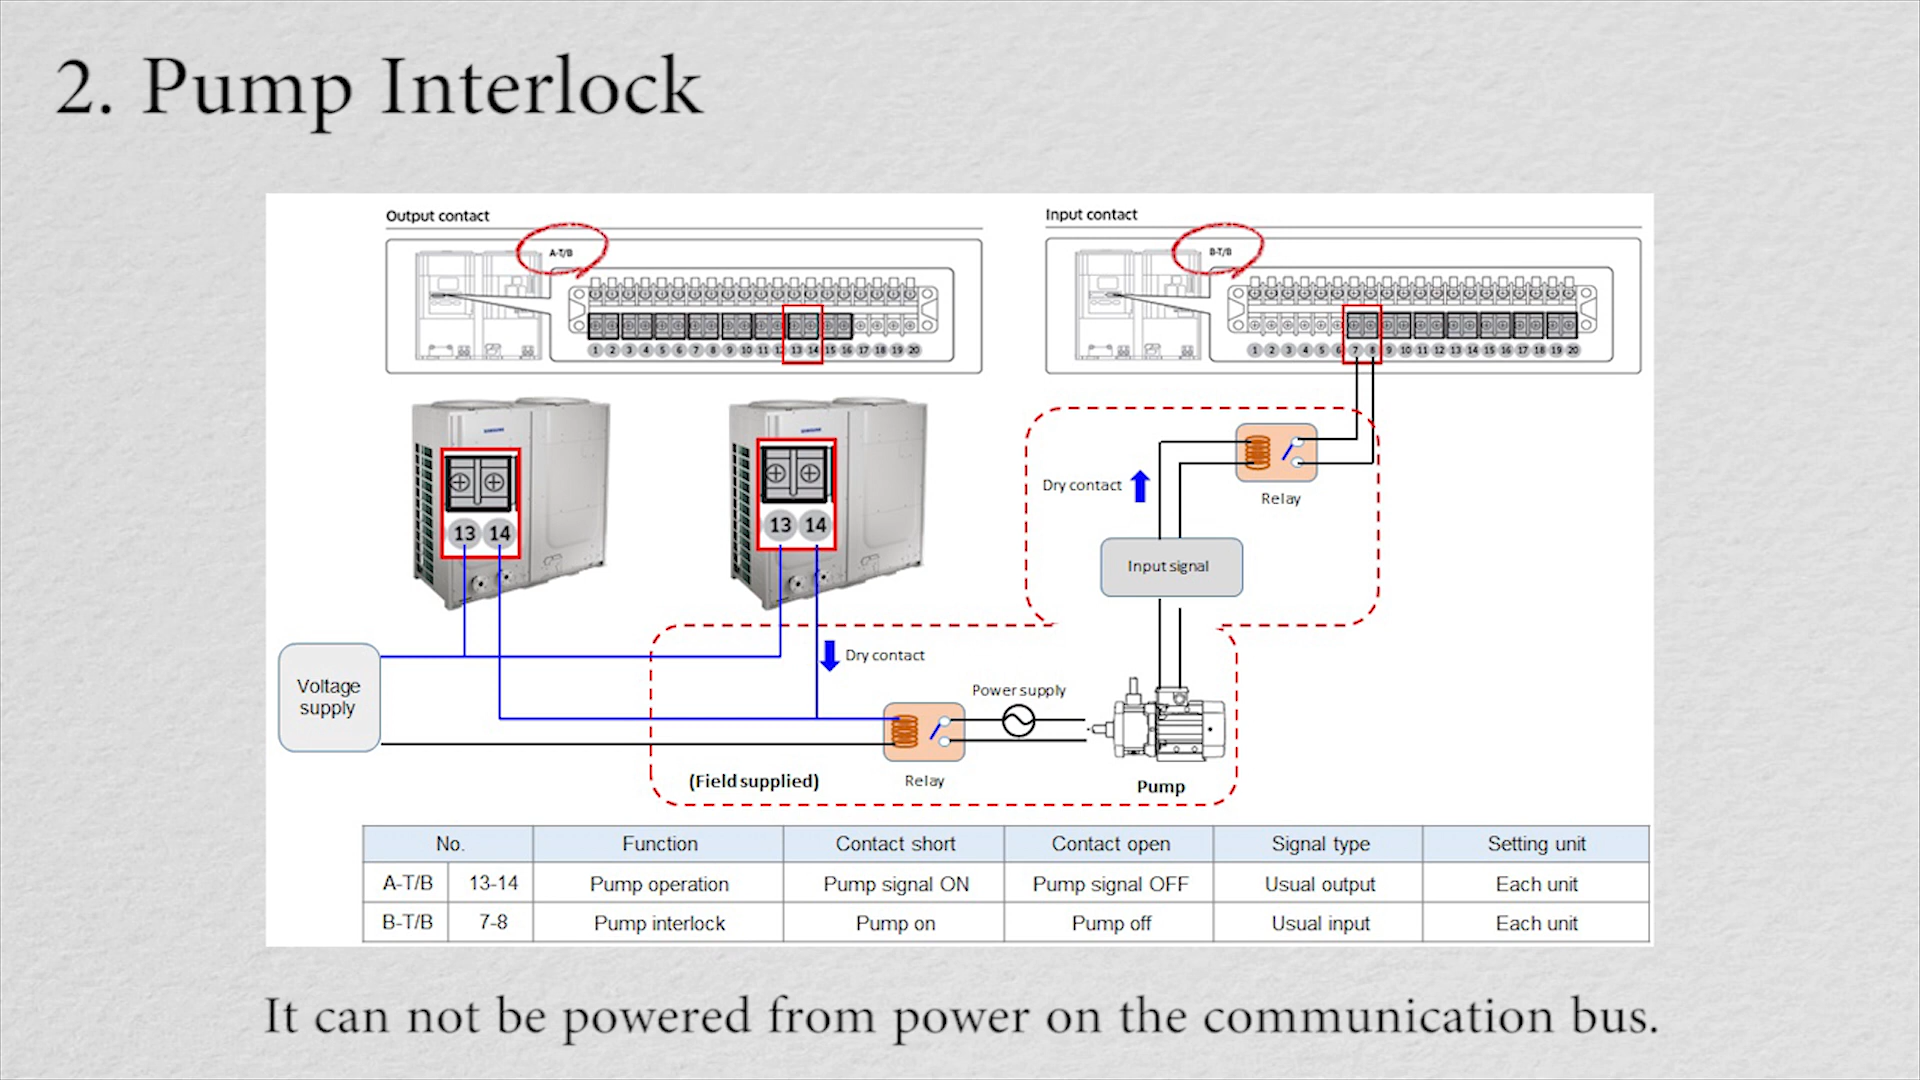 2. Pump Interlock
Output contact
A-T/B
1 2 3 4 5 6 7 8 9 10 11 12 13 14 15 16 17 18 19 20
Input contact
B-T/B
1 2 3 4 5 6 7 8 9 10 11 12 13 14 15 16 17 18 19 20
SAMSUNG
SAMSUNG
13 14
13 14
Dry contact
Relay
Input signal
Voltage
supply
Dry contact
Power supply
(Field supplied)
Relay
Pump
No. Function Contact short Contact open Signal type Setting unit
A-T/B 13-14 Pump operation Pump signal ON Pump signal OFF Usual output Each unit
B-T/B 7-8 Pump interlock Pump on Pump off Usual input Each unit
It can not be powered from power on the communication bus.